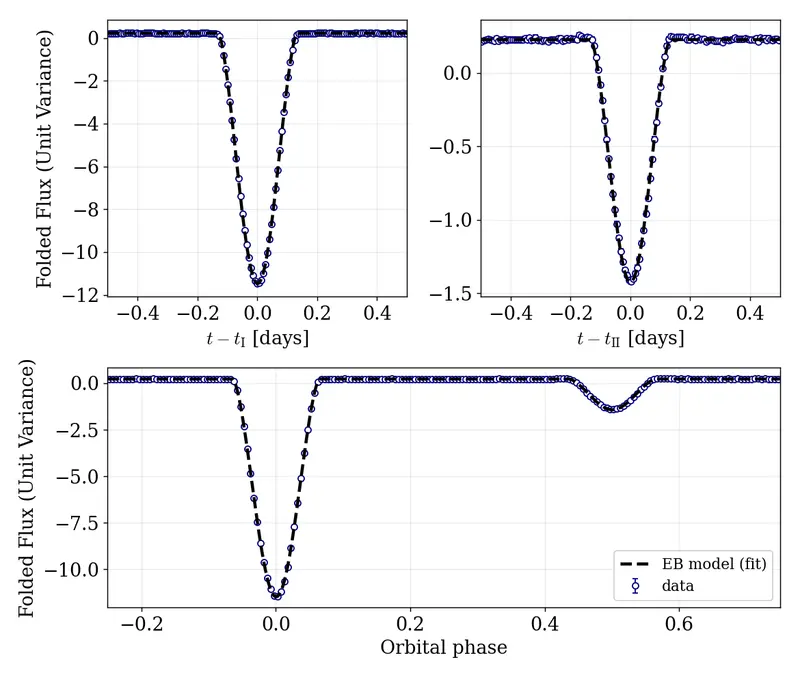 Folded Flux (Unit Variance)
0
−2
−4
−6
−8
−10
−12
−0.4 −0.2 0.0 0.2 0.4
t − tI [days]
0.0
−0.5
−1.0
−1.5
−0.4 −0.2 0.0 0.2 0.4
t − tII [days]
Folded Flux (Unit Variance)
0.0
−2.5
−5.0
−7.5
−10.0
−0.2 0.0 0.2 0.4 0.6
Orbital phase
EB model (fit)
data